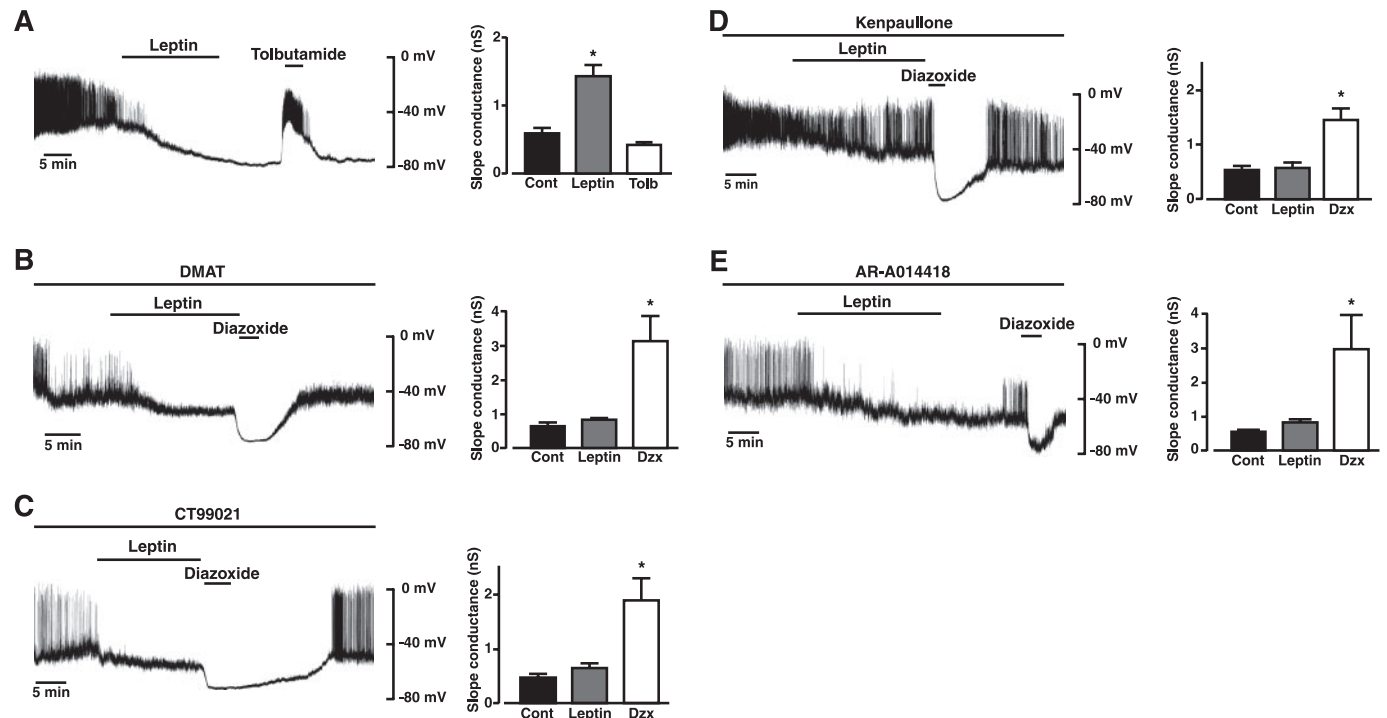 A
Leptin
Tolbutamide
0 mV
-40 mV
-80 mV
5 min
Slope conductance (nS)
2
1
0
*
Cont Leptin Tolb
B
DMAT
Leptin
Diazoxide
0 mV
-40 mV
-80 mV
5 min
Slope conductance (nS)
4
3
2
1
0
*
Cont Leptin Dzx
C
CT99021
Leptin
Diazoxide
0 mV
-40 mV
-80 mV
5 min
Slope conductance (nS)
2
1
0
*
Cont Leptin Dzx
D
Kenpaullone
Leptin
Diazoxide
0 mV
-40 mV
-80 mV
5 min
Slope conductance (nS)
2
1
0
*
Cont Leptin Dzx
E
AR-A014418
Leptin
Diazoxide
0 mV
-40 mV
-80 mV
5 min
Slope conductance (nS)
4
3
2
1
0
*
Cont Leptin Dzx